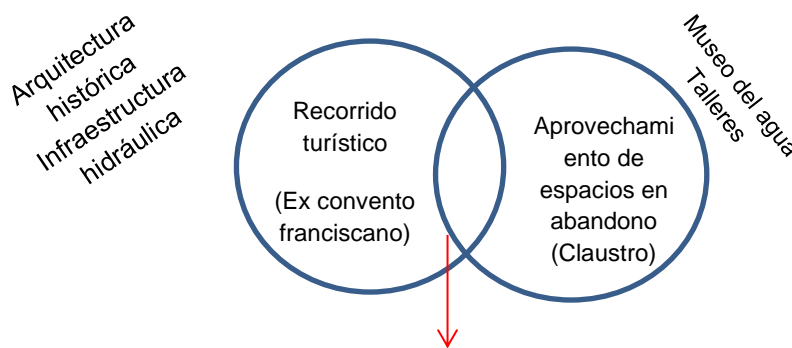 Arquitectura
histórica
Infraestructura
hidráulica
Recorrido
turístico
(Ex convento
franciscano)
Aprovechami
ento de
espacios en
abandono
(Claustro)
Museo del agua
Talleres